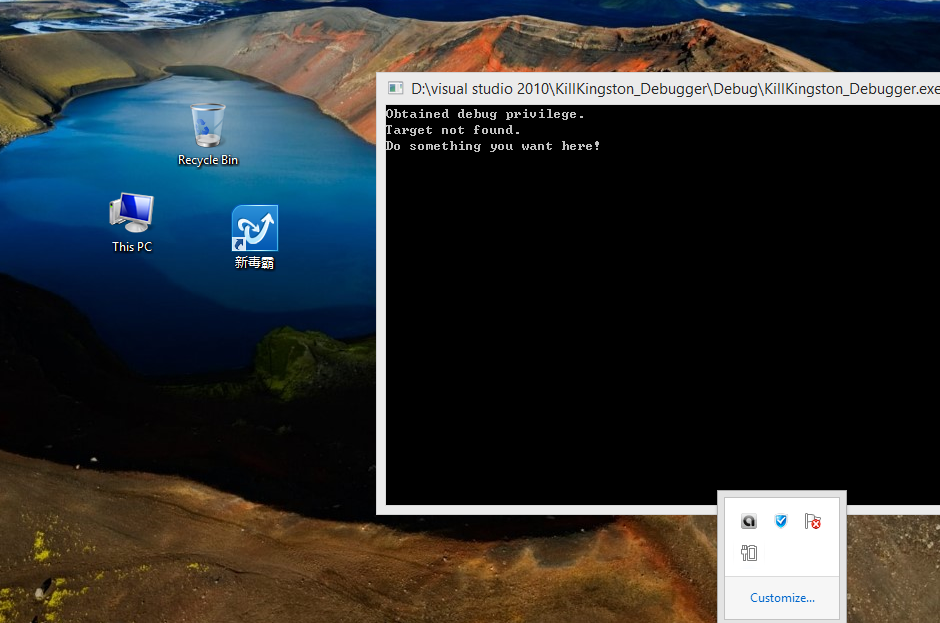 D:\visual studio 2010\KillKingston_Debugger\Debug\KillKingston_Debugger.exe
Obtained debug privilege.
Target not found.
Do something you want here!
Recycle Bin
This PC
新毒霸
Customize...